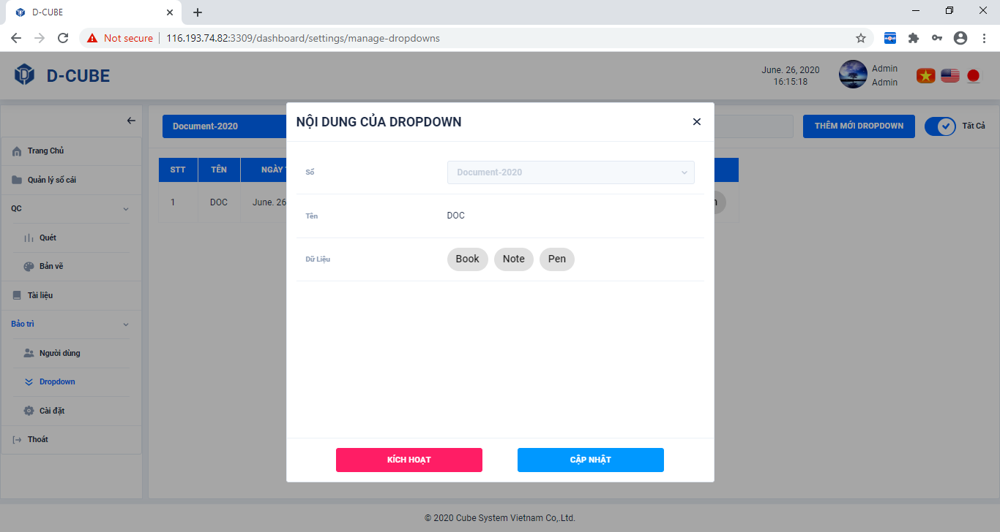 D-CUBE
Not secure 116.193.74.82:3309/dashboard/settings/manage-dropdowns
D-CUBE
June. 26, 2020
16:15:18
Admin
Admin
NỘI DUNG CỦA DROPDOWN
Document-2020
THÊM MỚI DROPDOWN
Tất Cả
Trang Chủ
Quản lý sổ cái
QC
Quét
Bản vẽ
Tài liệu
Bảo trì
Người dùng
Dropdown
Cài đặt
Thoát
STT TÊN NGÀY
1 DOC June. 26
Sổ Document-2020
Tên DOC
Dữ Liệu Book Note Pen
KÍCH HOẠT CẬP NHẬT
© 2020 Cube System Vietnam Co,.Ltd.